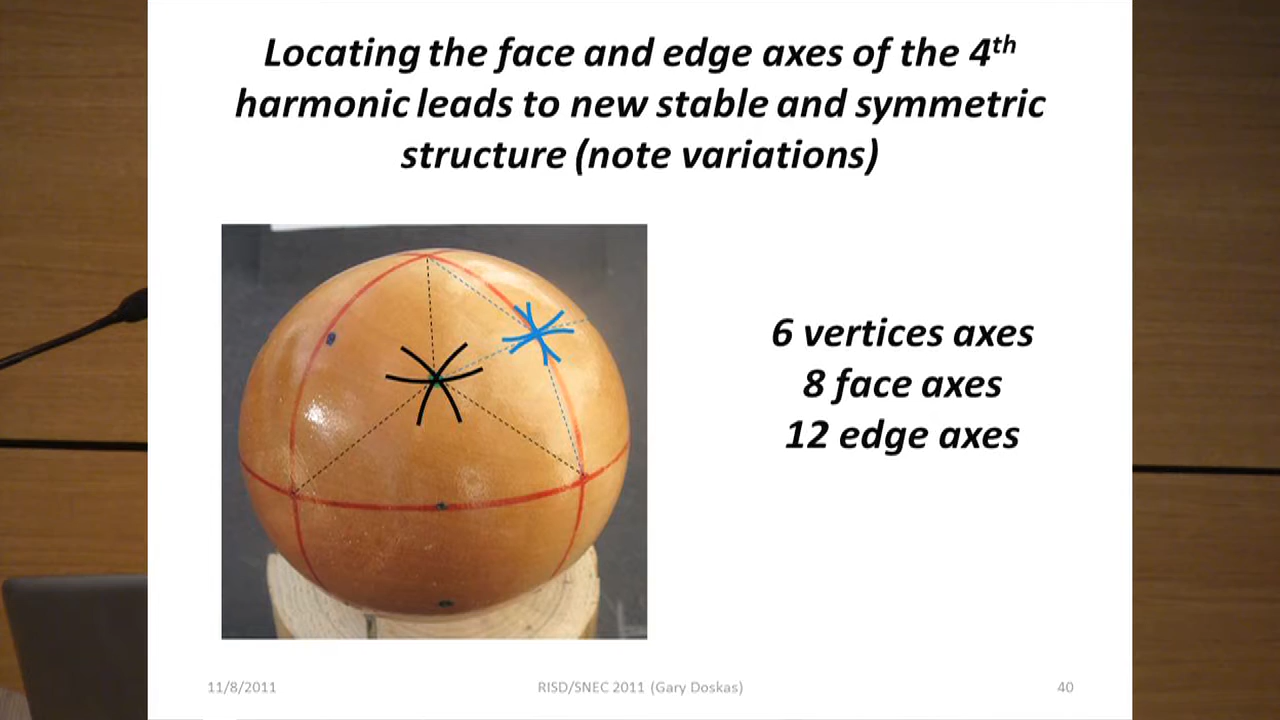 Locating the face and edge axes of the 4th
harmonic leads to new stable and symmetric
structure (note variations)
6 vertices axes
8 face axes
12 edge axes
11/8/2011
RISD/SNEC 2011 (Gary Doskas)
40